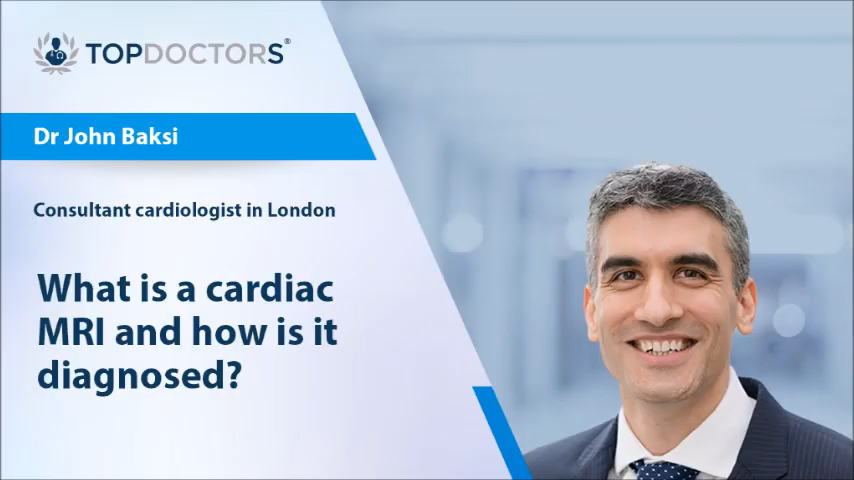 TOPDOCTORS®
Dr John Baksi
Consultant cardiologist in London
What is a cardiac
MRI and how is it
diagnosed?